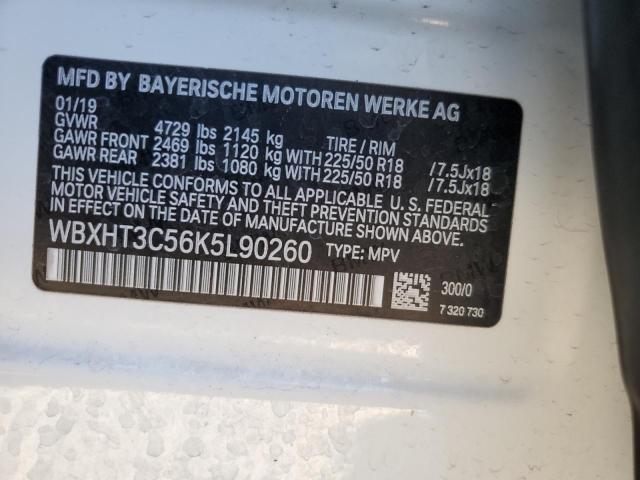 MFD BY BAYERISCHE MOTOREN WERKE AG
01/19
GVWR 4729 lbs 2145 kg TIRE / RIM
GAWR FRONT 2469 lbs 1120 kg WITH 225/50 R18 /7.5Jx18
GAWR REAR 2381 lbs 1080 kg WITH 225/50 R18 /7.5Jx18
THIS VEHICLE CONFORMS TO ALL APPLICABLE U. S. FEDERAL
MOTOR VEHICLE SAFETY AND THEFT PREVENTION STANDARDS
IN EFFECT ON THE DATE OF MANUFACTURE SHOWN ABOVE.
WBXHT3C56K5L90260 TYPE: MPV
300/0
7 320 730